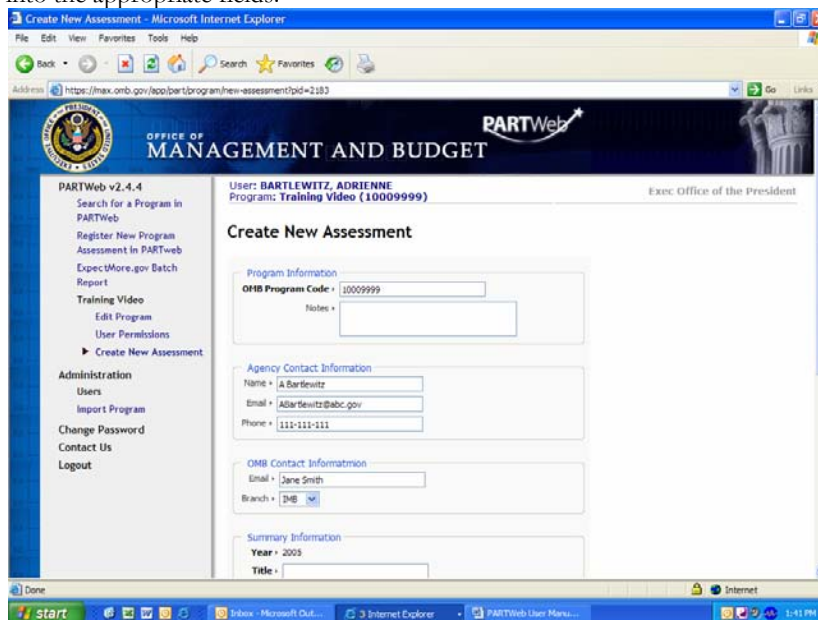 into the appropriate fields.
Create New Assessment - Microsoft Internet Explorer
File Edit View Favorites Tools Help
Back Search Favorites
Address https://max.omb.gov/app/part/program/new-assessment?pid=2183 Go Links
OFFICE OF
MANAGEMENT AND BUDGET
PARTWeb
PARTWeb v2.4.4
Search for a Program in
PARTWeb
Register New Program
Assessment in PARTweb
ExpectMore.gov Batch
Report
Training Video
Edit Program
User Permissions
Create New Assessment
Administration
Users
Import Program
Change Password
Contact Us
Logout
User: BARTLEWITZ, ADRIENNE
Program: Training Video (10009999)
Exec Office of the President
Create New Assessment
Program Information
OMB Program Code 10009999
Notes
Agency Contact Information
Name A Bartlewitz
Email ABartlewitz@abc.gov
Phone 111-111-111
OMB Contact Informatmion
Email Jane Smith
Branch IMB
Summary Information
Year 2005
Title
Done Internet
start Inbox - Microsoft Out... 3 Internet Explorer PARTWeb User Manu... 1:41 PM